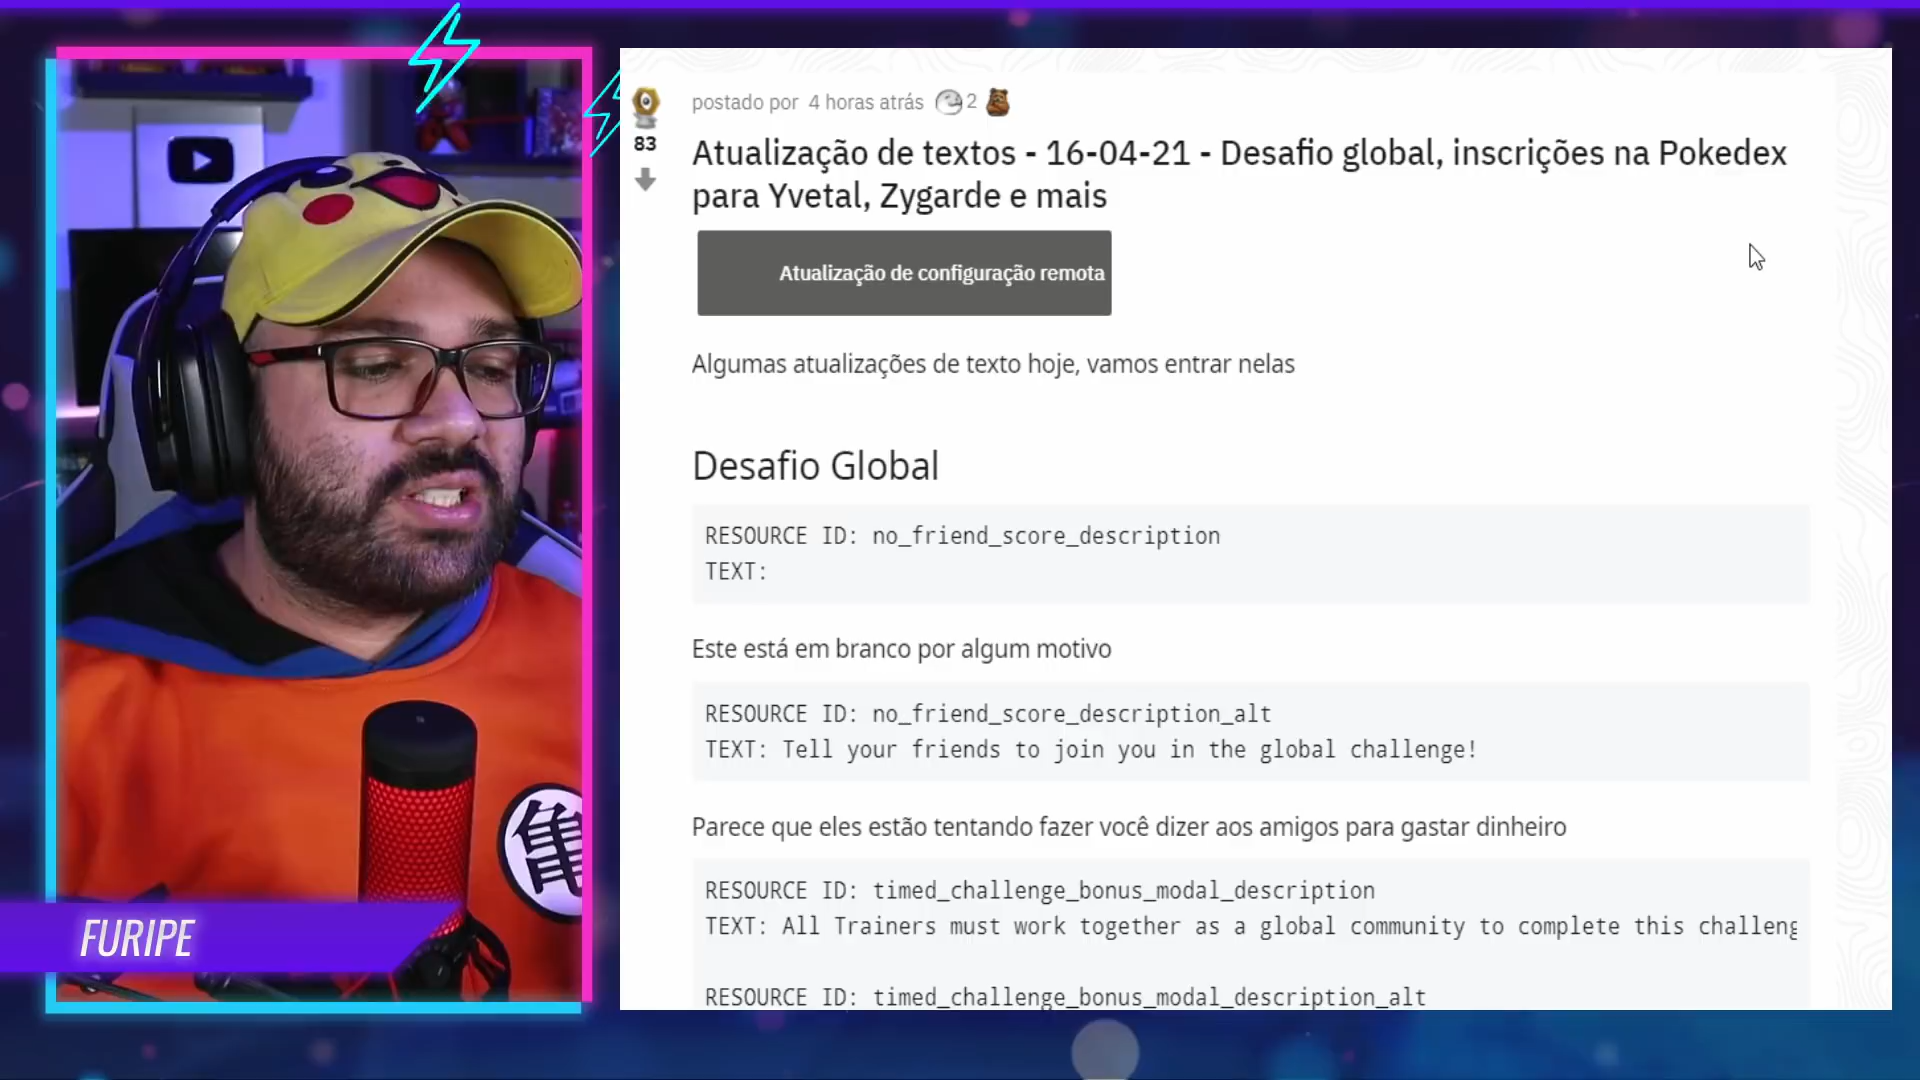 postado por 4 horas atrás 2
83
Atualização de textos - 16-04-21 - Desafio global, inscrições na Pokedex
para Yvetal, Zygarde e mais
Atualização de configuração remota
Algumas atualizações de texto hoje, vamos entrar nelas
Desafio Global
RESOURCE ID: no_friend_score_description
TEXT:
Este está em branco por algum motivo
RESOURCE ID: no_friend_score_description_alt
TEXT: Tell your friends to join you in the global challenge!
Parece que eles estão tentando fazer você dizer aos amigos para gastar dinheiro
RESOURCE ID: timed_challenge_bonus_modal_description
TEXT: All Trainers must work together as a global community to complete this challeng
RESOURCE ID: timed_challenge_bonus_modal_description_alt
亀
FURIPE